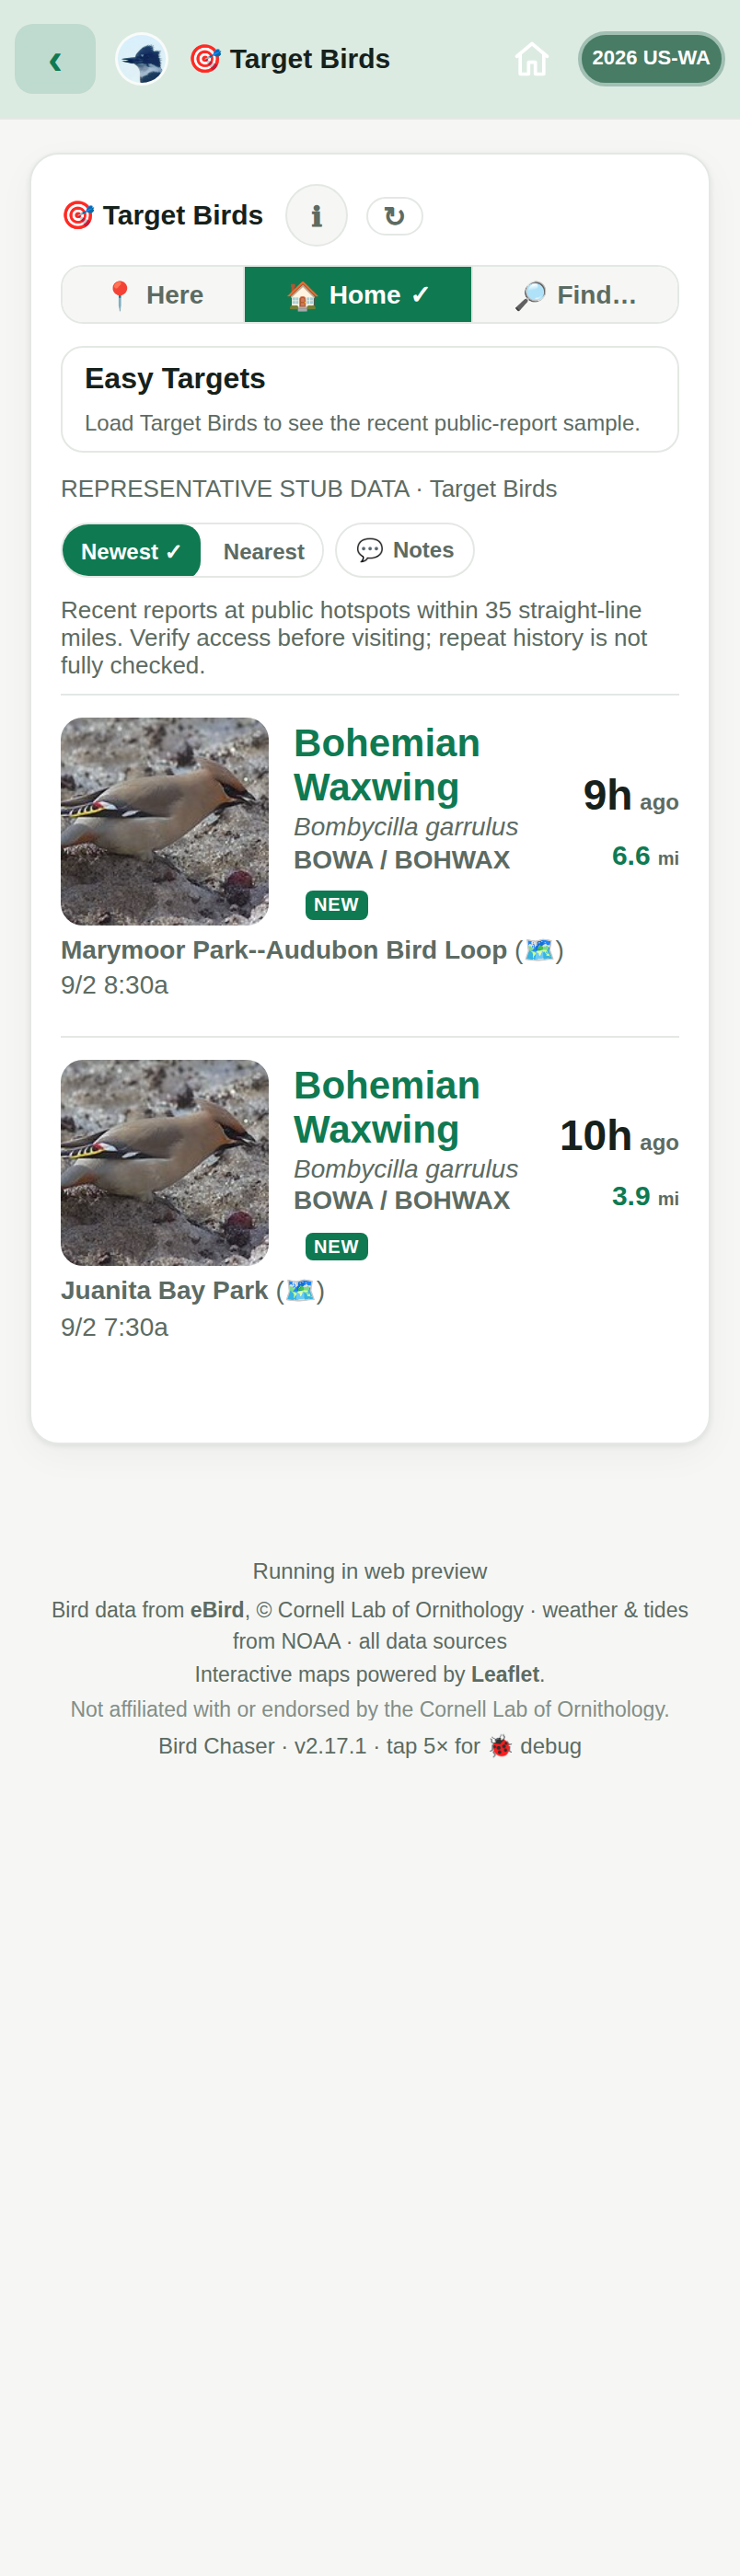 ‹ 🎯 Target Birds 2026 US-WA
🎯 Target Birds ℹ ↻
📍 Here 🏠 Home ✓ 🔎 Find…
Easy Targets
Load Target Birds to see the recent public-report sample.
REPRESENTATIVE STUB DATA · Target Birds
Newest ✓ Nearest 💬 Notes
Recent reports at public hotspots within 35 straight-line
miles. Verify access before visiting; repeat history is not
fully checked.
Bohemian
Waxwing
9h ago
Bombycilla garrulus
6.6 mi
BOWA / BOHWAX
NEW
Marymoor Park--Audubon Bird Loop (🗺️)
9/2 8:30a
Bohemian
Waxwing
10h ago
Bombycilla garrulus
3.9 mi
BOWA / BOHWAX
NEW
Juanita Bay Park (🗺️)
9/2 7:30a
Running in web preview
Bird data from eBird, © Cornell Lab of Ornithology · weather & tides
from NOAA · all data sources
Interactive maps powered by Leaflet.
Not affiliated with or endorsed by the Cornell Lab of Ornithology.
Bird Chaser · v2.17.1 · tap 5× for 🐞 debug